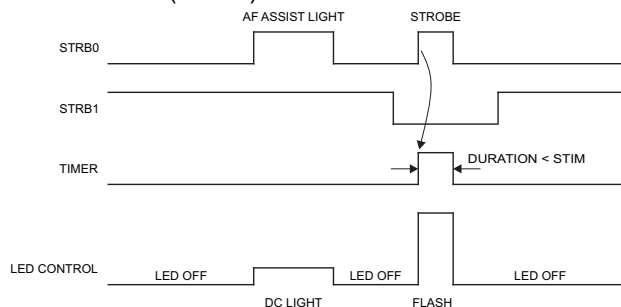 AF ASSIST LIGHT STROBE
STRB0
STRB1
TIMER DURATION < STIM
LED CONTROL LED OFF LED OFF LED OFF
DC LIGHT FLASH